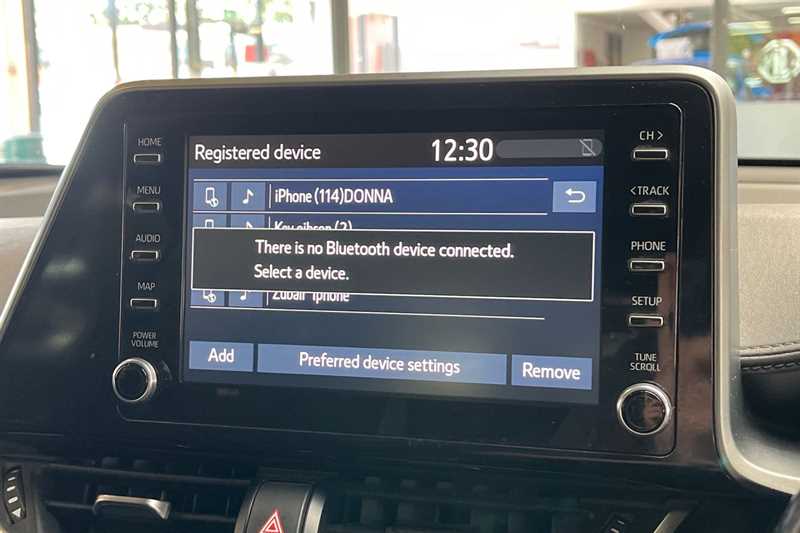 HOME
MENU
AUDIO
MAP
POWER
VOLUME
Registered device 12:30
iPhone (114)DONNA
There is no Bluetooth device connected.
Select a device.
Zubair iphone
Add Preferred device settings Remove
CH >
< TRACK
PHONE
SETUP
TUNE
SCROLL